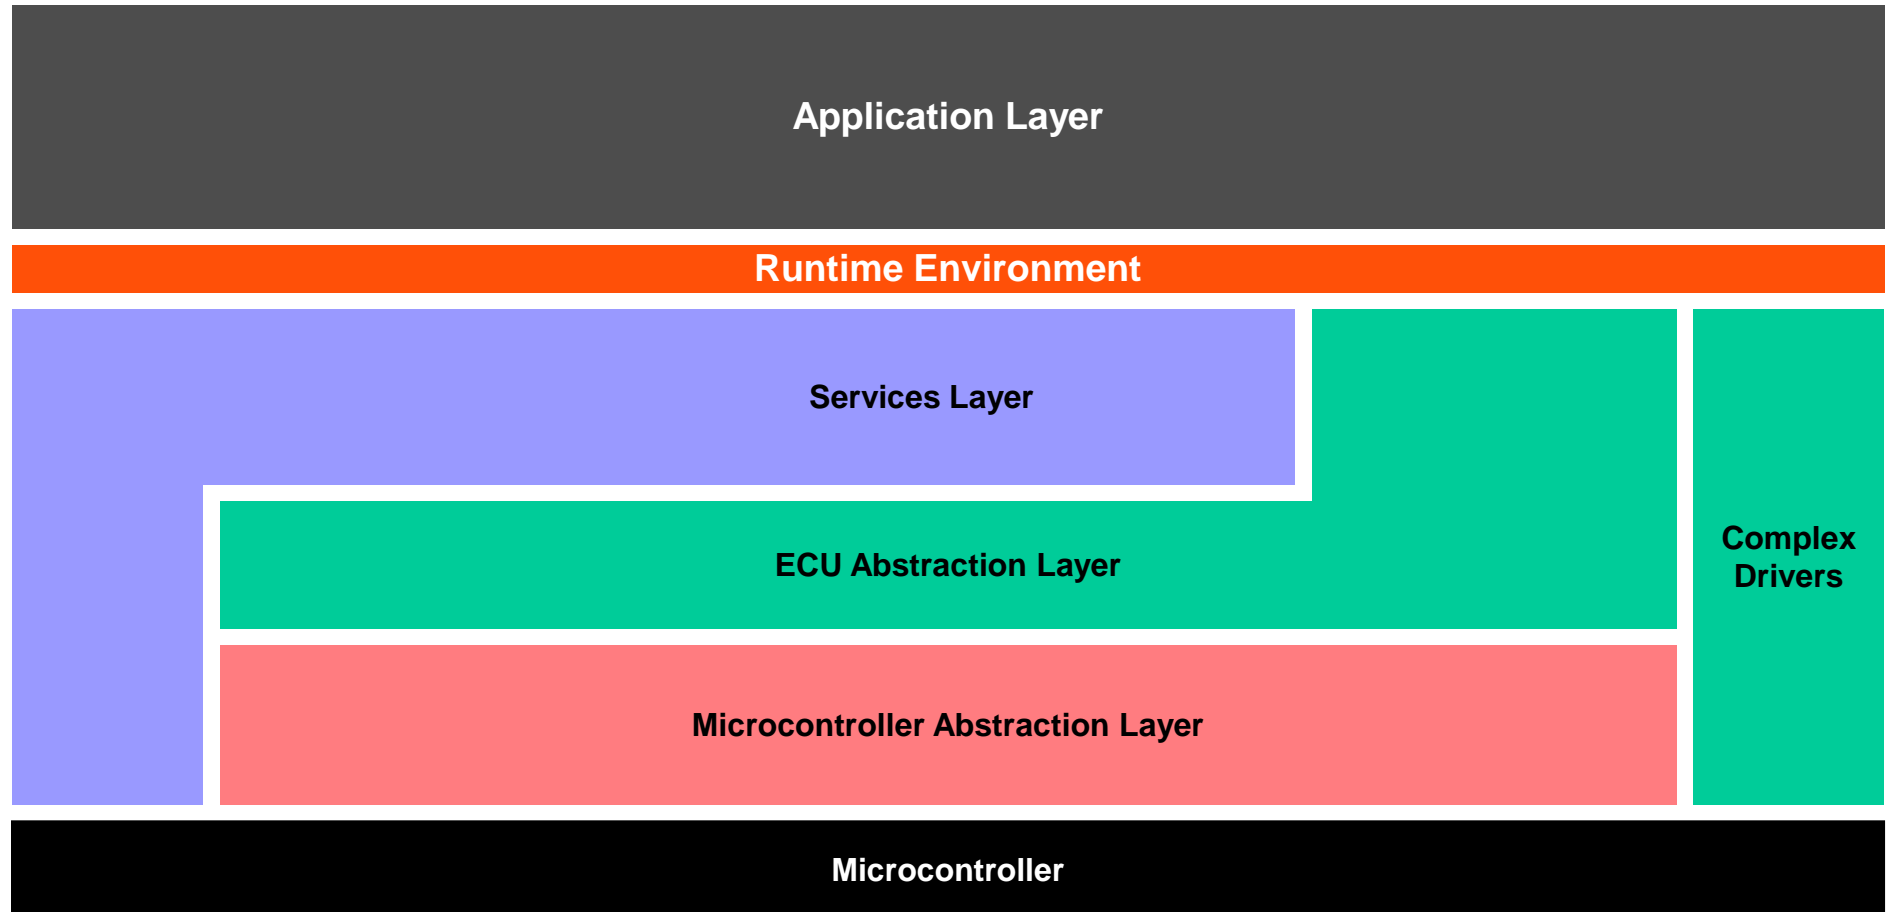 Application Layer
Runtime Environment
Services Layer
ECU Abstraction Layer
Complex
Drivers
Microcontroller Abstraction Layer
Microcontroller